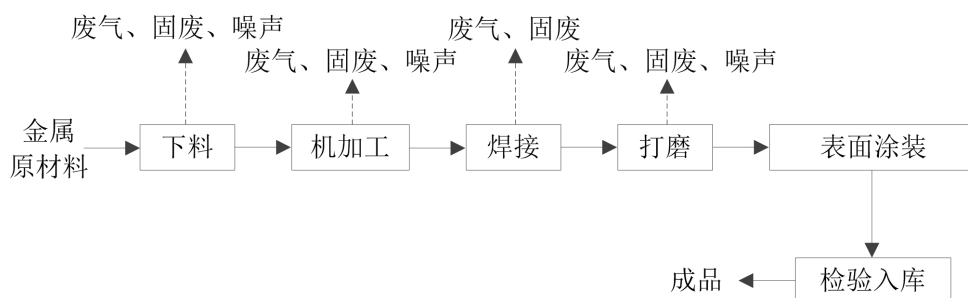 废气、固废、噪声
废气、固废
废气、固废、噪声
废气、固废、噪声
金属
原材料
下料
机加工
焊接
打磨
表面涂装
成品
检验入库